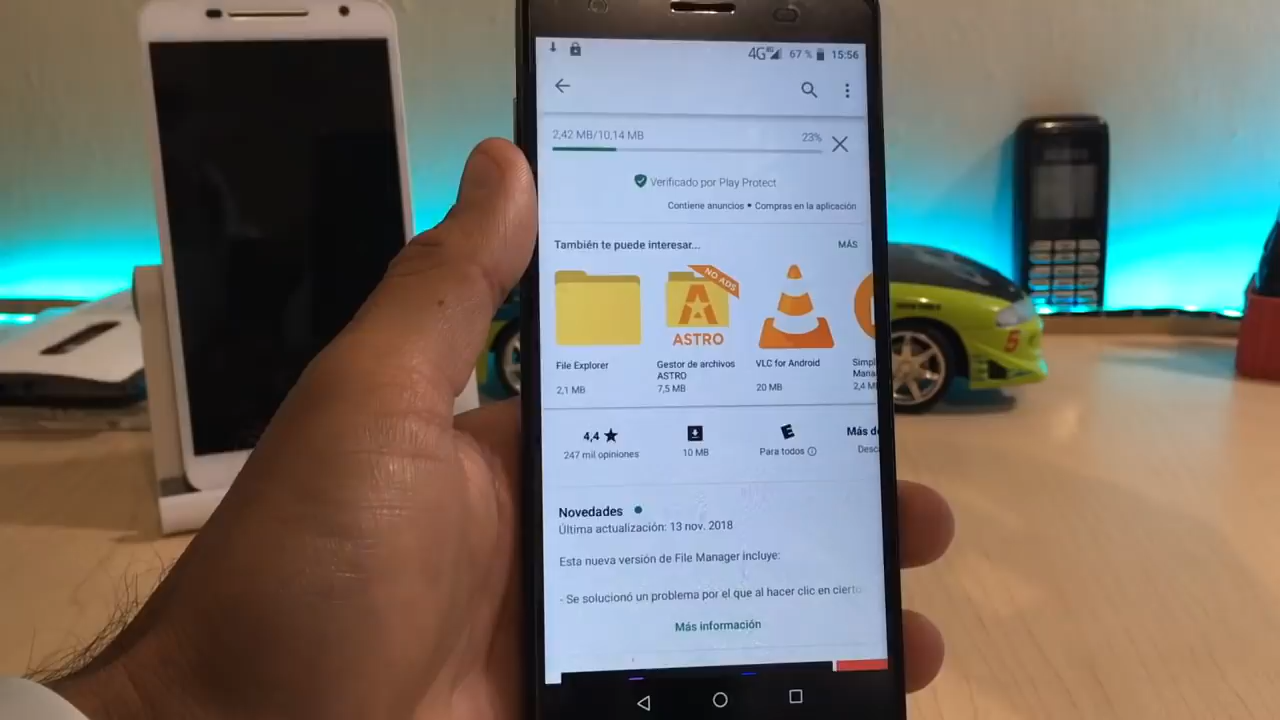 4G 67 % 15:56
2,42 MB/10,14 MB 23%
Verificado por Play Protect
Contiene anuncios • Compras en la aplicación
También te puede interesar... MÁS
NO ADS
A
ASTRO
File Explorer
2,1 MB
Gestor de archivos
ASTRO
7,5 MB
VLC for Android
20 MB
Simpl
Mana
2,4 M
4,4 ★
247 mil opiniones
10 MB
E
Para todos
Más d
Desc
Novedades
Última actualización: 13 nov. 2018
Esta nueva versión de File Manager incluye:
- Se solucionó un problema por el que al hacer clic en cierto
Más información
5